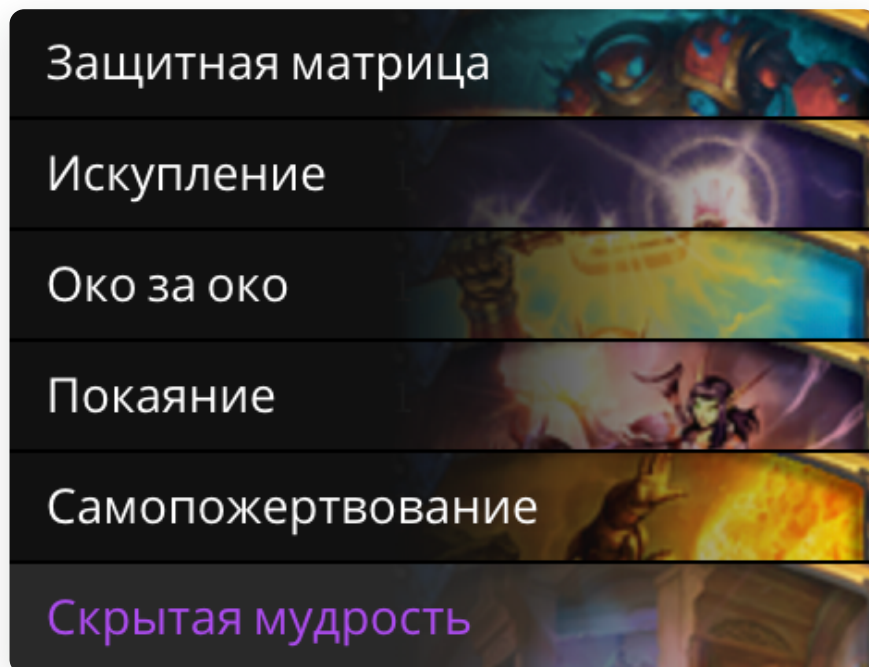 Защитная матрица
Искупление
Око за око
Покаяние
Самопожертвование
Скрытая мудрость